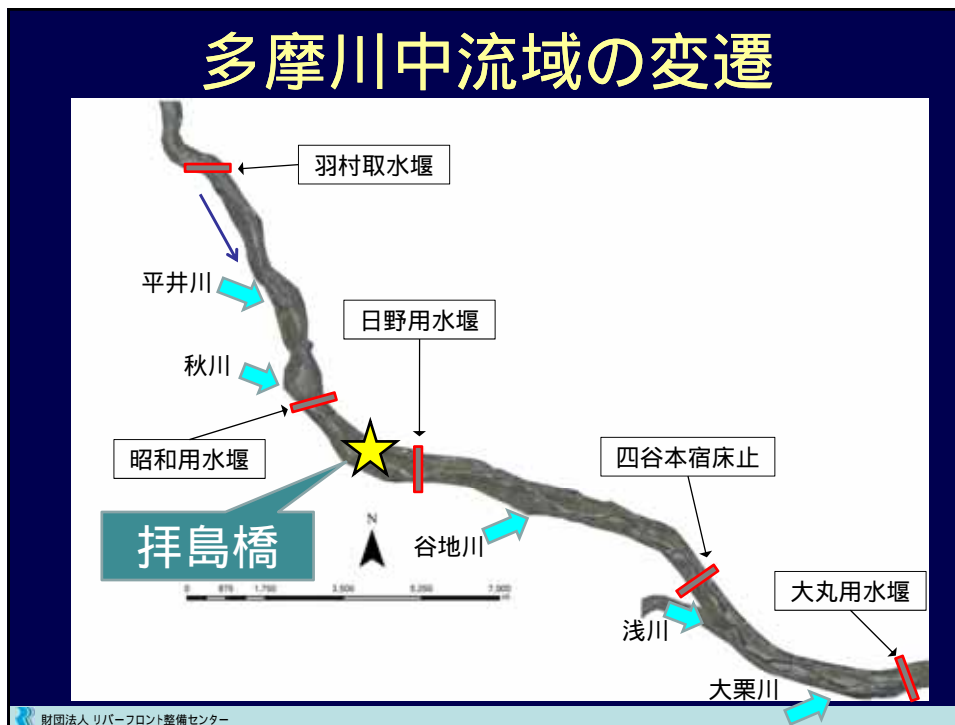 多摩川中流域の変遷
羽村取水堰
平井川
日野用水堰
秋川
昭和用水堰
四谷本宿床止
拝島橋
N
谷地川
0 875 1,750 3,500 5,250 7,000
大丸用水堰
浅川
大栗川
財団法人 リバーフロント整備センター